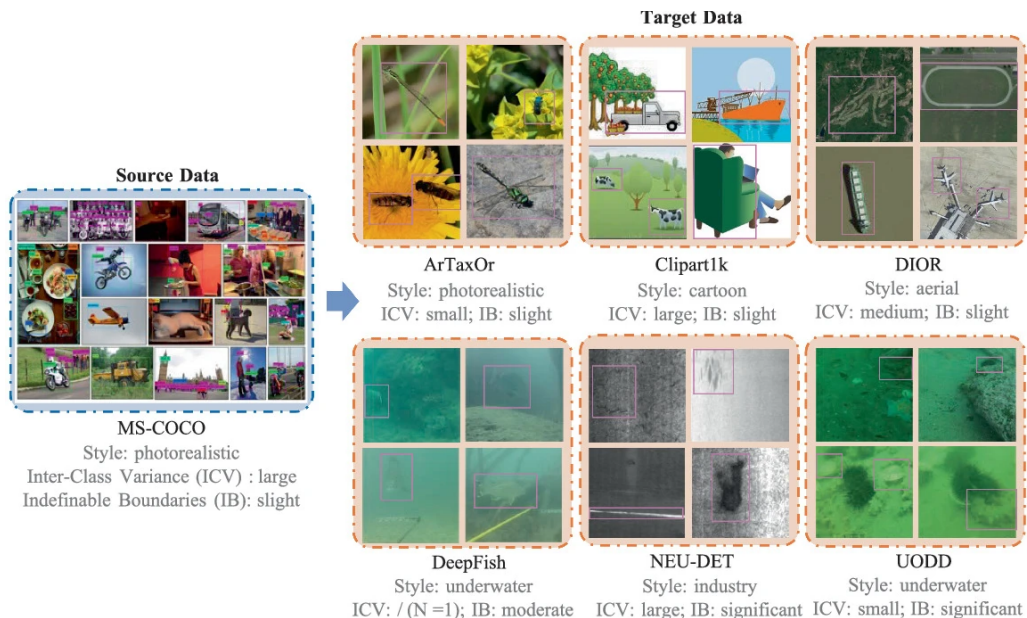 Target Data
Source Data
ArTaxOr
Style: photorealistic
ICV: small; IB: slight
Clipart1k
Style: cartoon
ICV: large; IB: slight
DIOR
Style: aerial
ICV: medium; IB: slight
MS-COCO
Style: photorealistic
Inter-Class Variance (ICV) : large
Indefinable Boundaries (IB): slight
DeepFish
Style: underwater
ICV: / (N =1); IB: moderate
NEU-DET
Style: industry
ICV: large; IB: significant
UODD
Style: underwater
ICV: small; IB: significant